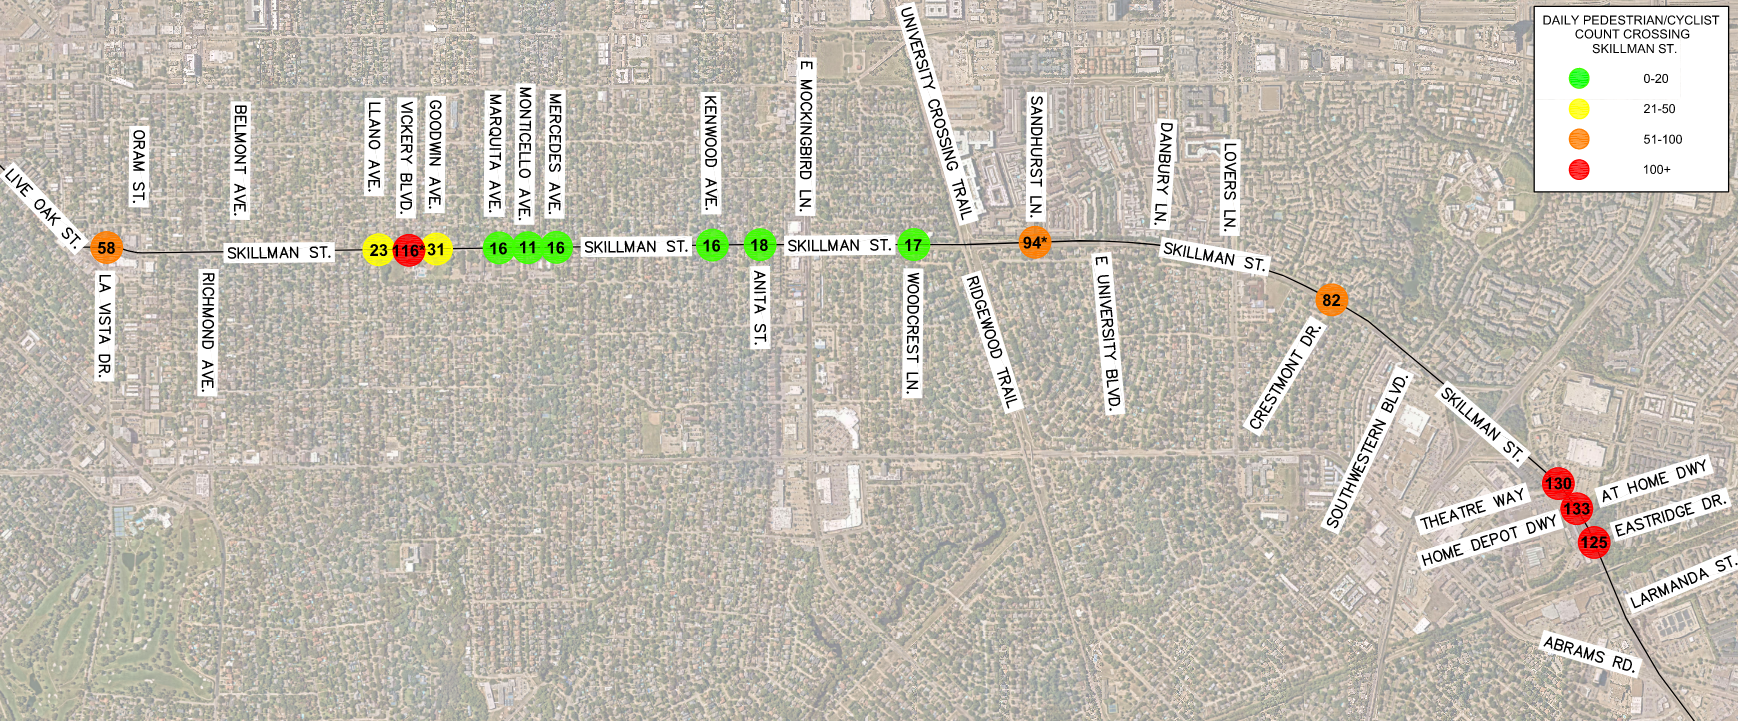 DAILY PEDESTRIAN/CYCLIST
COUNT CROSSING
SKILLMAN ST.
0-20
21-50
51-100
100+
LIVE OAK ST.
ORAM ST.
BELMONT AVE.
LLANO AVE.
VICKERY BLVD.
GOODWIN AVE.
MARQUITA AVE.
MONTICELLO AVE.
MERCEDES AVE.
KENWOOD AVE.
E MOCKINGBIRD LN.
UNIVERSITY CROSSING TRAIL
SANDHURST LN.
DANBURY LN.
LOVERS LN.
58
SKILLMAN ST.
23
116*
31
16
11
16
SKILLMAN ST.
16
18
SKILLMAN ST.
17
94*
SKILLMAN ST.
82
LA VISTA DR.
RICHMOND AVE.
ANITA ST.
WOODCREST LN.
RIDGEWOOD TRAIL
E UNIVERSITY BLVD.
CRESTMONT DR.
SOUTHWESTERN BLVD.
SKILLMAN ST.
130
133
125
THEATRE WAY
AT HOME DWY
HOME DEPOT DWY
EASTRIDGE DR.
LARMANDA ST.
ABRAMS RD.